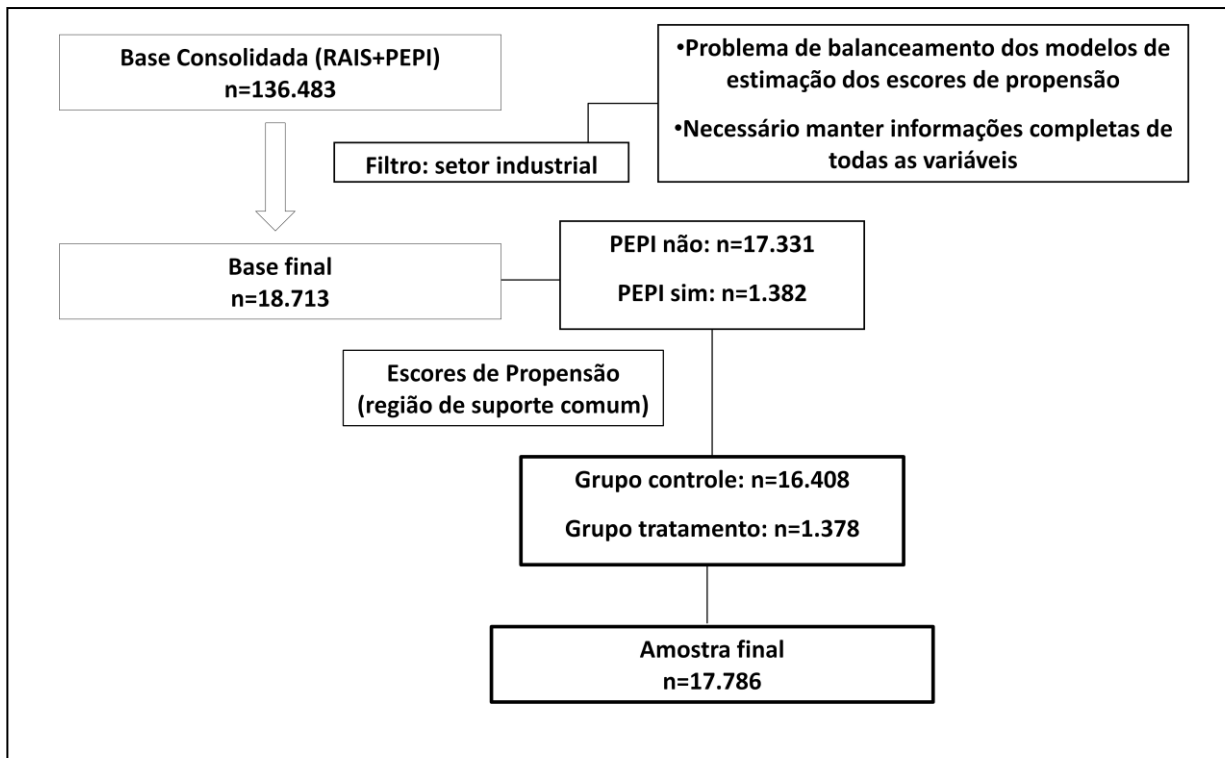 Base Consolidada (RAIS+PEPI)
n=136.483
•Problema de balanceamento dos modelos de
estimação dos escores de propensão
•Necessário manter informações completas de
todas as variáveis
Filtro: setor industrial
Base final
n=18.713
PEPI não: n=17.331
PEPI sim: n=1.382
Escores de Propensão
(região de suporte comum)
Grupo controle: n=16.408
Grupo tratamento: n=1.378
Amostra final
n=17.786